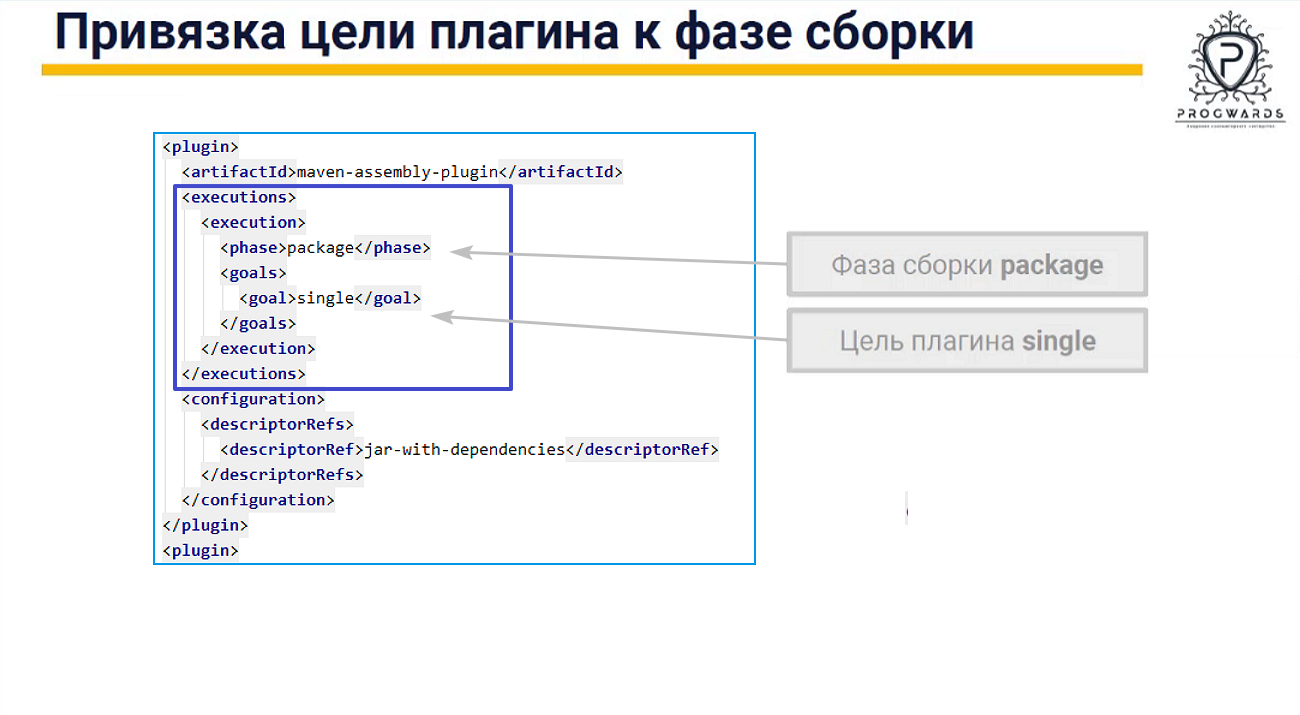 Привязка цели плагина к фазе сборки
PROGWARDS
<plugin>
<artifactId>maven-assembly-plugin</artifactId>
<executions>
<execution>
<phase>package</phase>
<goals>
<goal>single</goal>
</goals>
</execution>
</executions>
<configuration>
<descriptorRefs>
<descriptorRef>jar-with-dependencies</descriptorRef>
</descriptorRefs>
</configuration>
</plugin>
<plugin>
Фаза сборки package
Цель плагина single